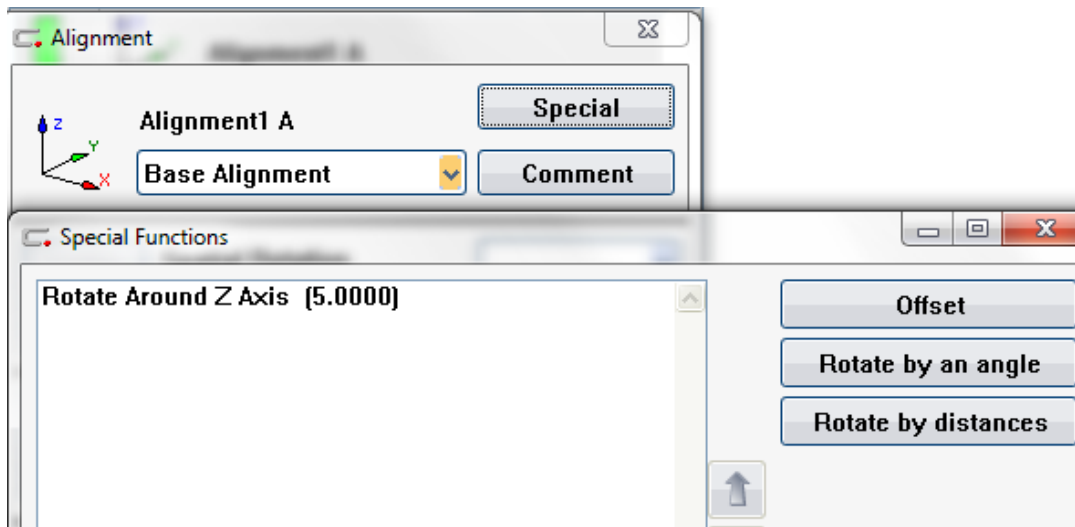 Alignment
Alignment1 A
Special
Z
Y
X
Base Alignment
Comment
Special Functions
Rotate Around Z Axis (5.0000)
Offset
Rotate by an angle
Rotate by distances